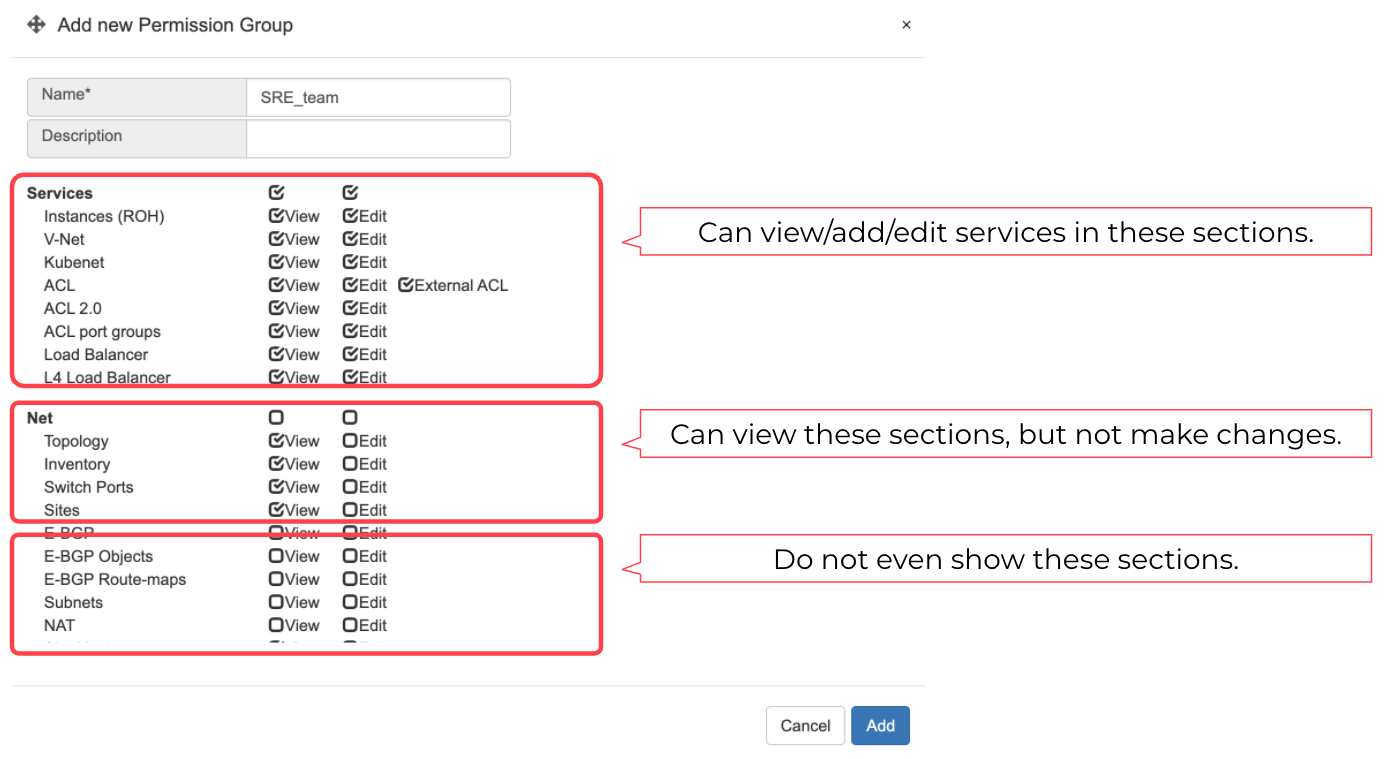 Add new Permission Group ×
Name* SRE_team
Description
Services
Instances (ROH) View Edit
Can view/add/edit services in these sections.
V-Net View Edit
Kubenet View Edit
ACL View Edit External ACL
ACL 2.0 View Edit
ACL port groups View Edit
Load Balancer View Edit
L4 Load Balancer View Edit
Net
Can view these sections, but not make changes.
Topology View Edit
Inventory View Edit
Switch Ports View Edit
Sites View Edit
E-BGP View Edit
Do not even show these sections.
E-BGP Objects View Edit
E-BGP Route-maps View Edit
Subnets View Edit
NAT View Edit
Cancel Add